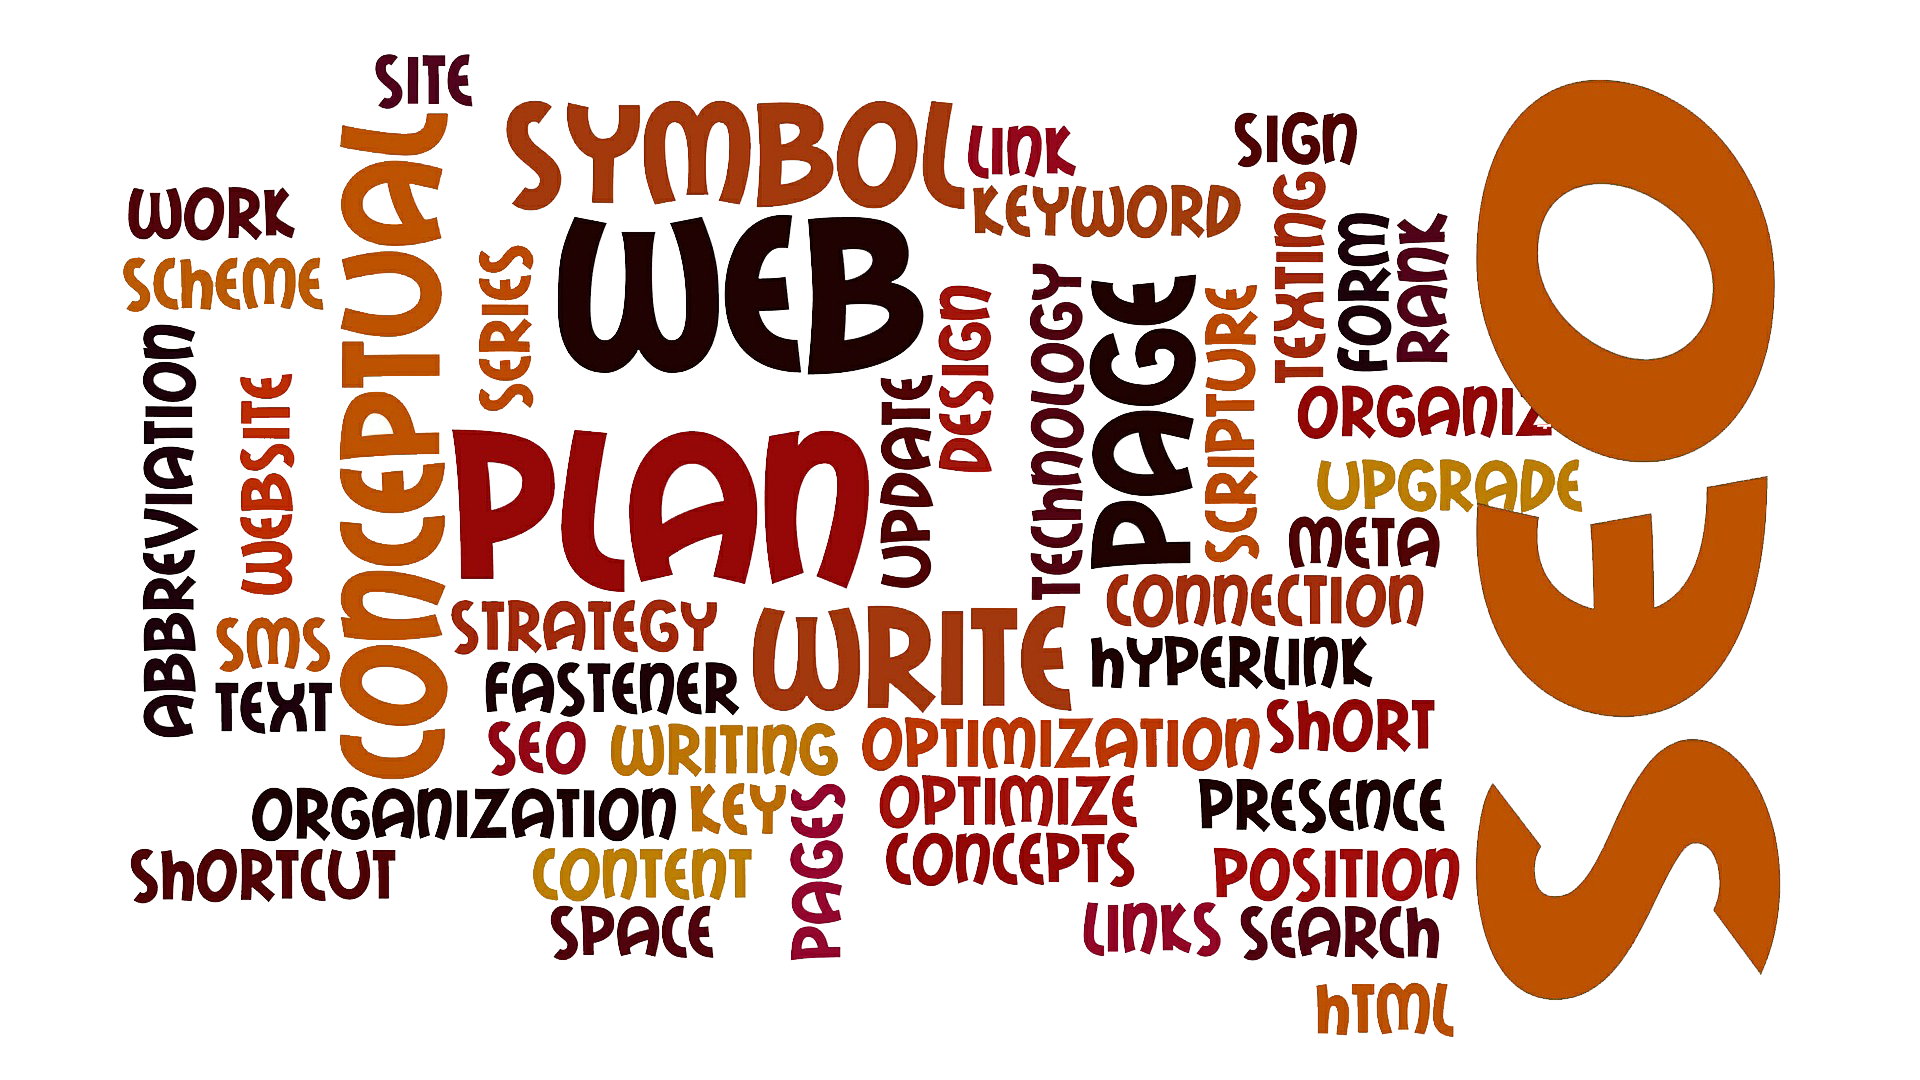 SITE
SYMBOL
LINK
SIGN
WORK
KEYWORD
SCHEME
CONCEPTUAL
SERIES
WEB
DESIGN
TECHNOLOGY
PAGE
SCRIPTURE
TEXTING
FORM
RANK
SEO
ABBREVIATION
WEBSITE
PLAN
UPDATE
ORGANIZ
UPGRADE
META
CONNECTION
SMS
STRATEGY
WRITE
HYPERLINK
TEXT
FASTENER
SEO
WRITING
OPTIMIZATION
SHORT
ORGANIZATION
KEY
PAGES
OPTIMIZE
PRESENCE
SHORTCUT
CONTENT
CONCEPTS
POSITION
SPACE
LINKS
SEARCH
HTML